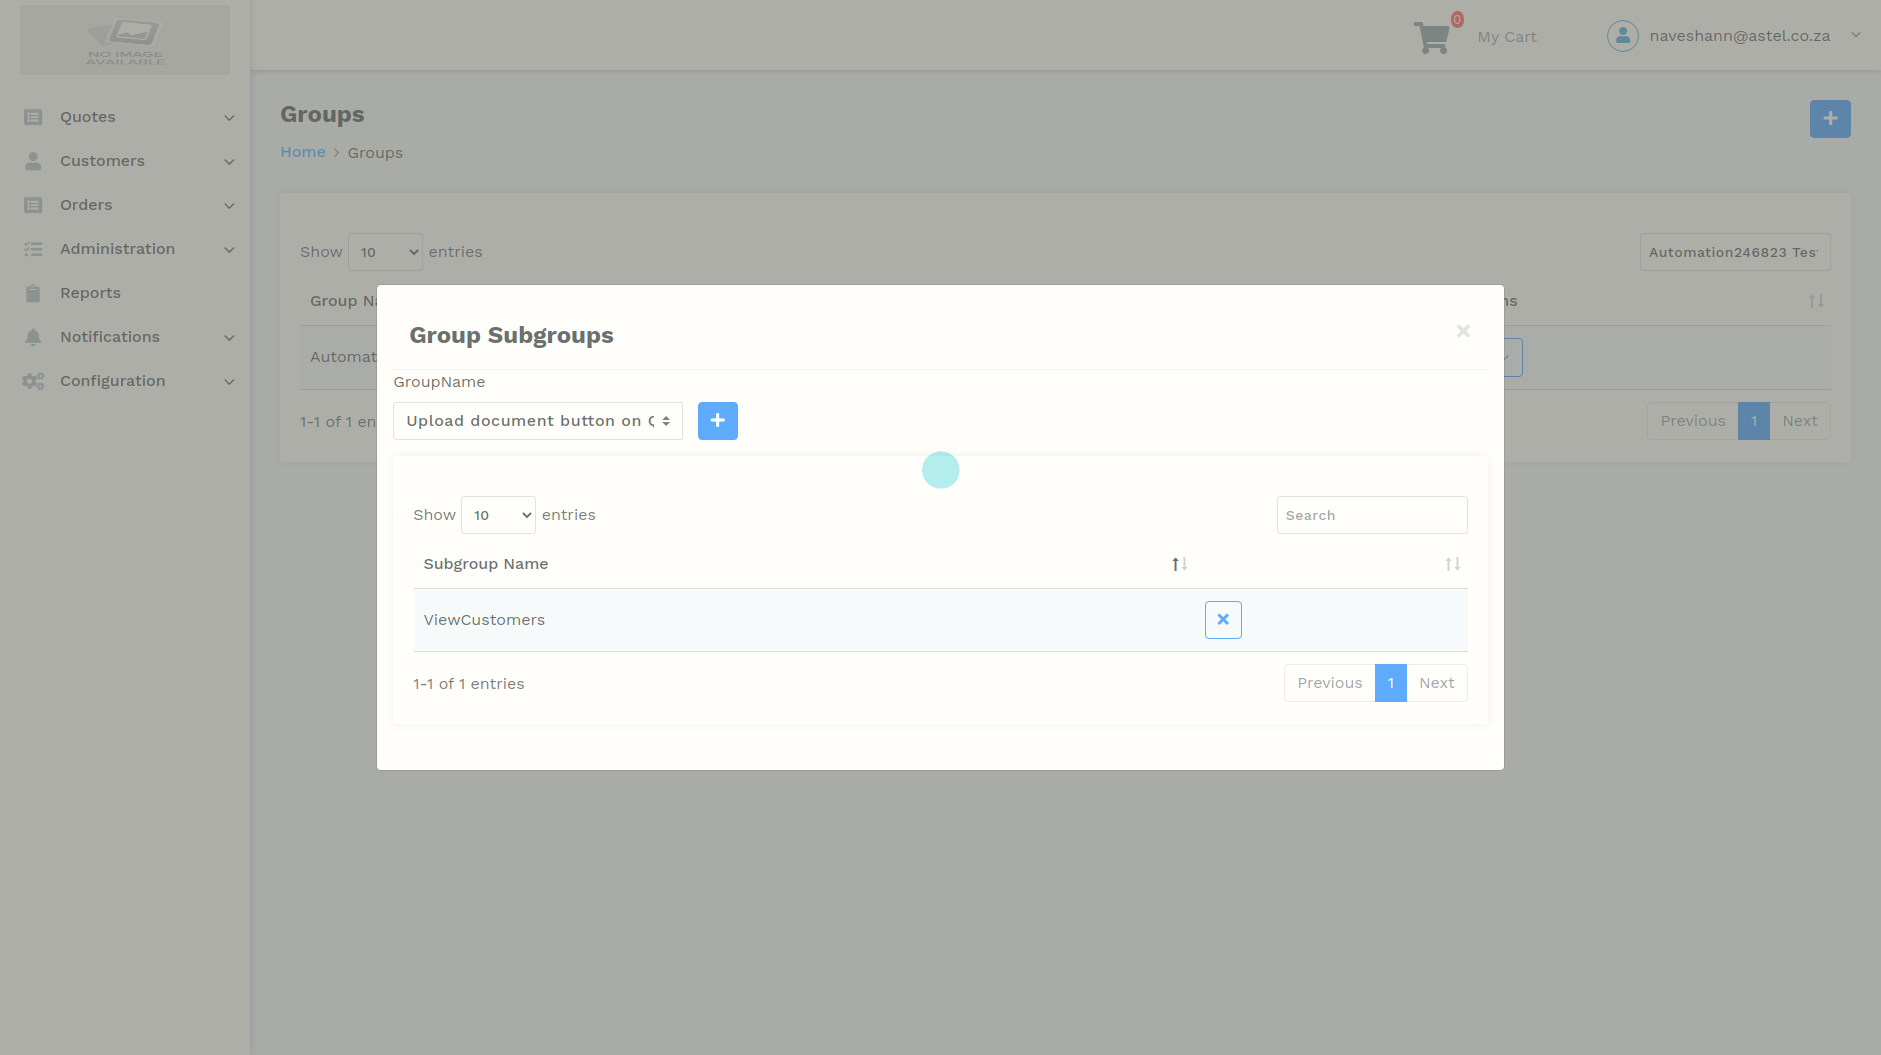 NO IMAGE
AVAILABLE
0
My Cart
naveshann@astel.co.za
Quotes
Customers
Orders
Administration
Reports
Notifications
Configuration
Groups
Home > Groups
Show 10 entries
Automation246823 Tes
Group Na
ns
Automat
1-1 of 1 en
Previous 1 Next
Group Subgroups
GroupName
Upload document button on Q
Show 10 entries
Search
Subgroup Name
ViewCustomers
1-1 of 1 entries
Previous 1 Next